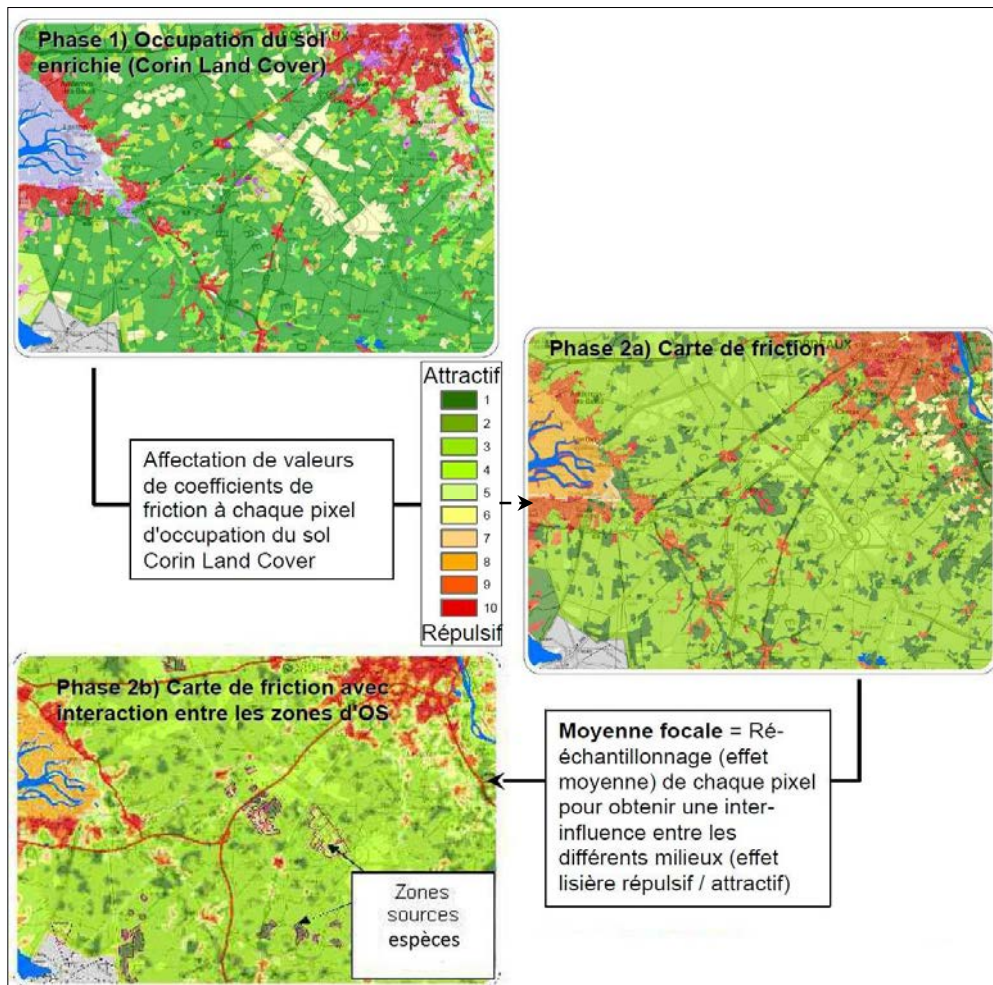 Phase 1) Occupation du sol
enrichie (Corin Land Cover)
Phase 2a) Carte de friction
Attractif
1
2
3
4
5
6
7
8
9
10
Répulsif
Affectation de valeurs
de coefficients de
friction à chaque pixel
d'occupation du sol
Corin Land Cover
Phase 2b) Carte de friction avec
interaction entre les zones d'OS
Moyenne focale = Ré-
échantillonnage (effet
moyenne) de chaque pixel
pour obtenir une inter-
influence entre les
différents milieux (effet
lisière répulsif / attractif)
Zones
sources
espèces